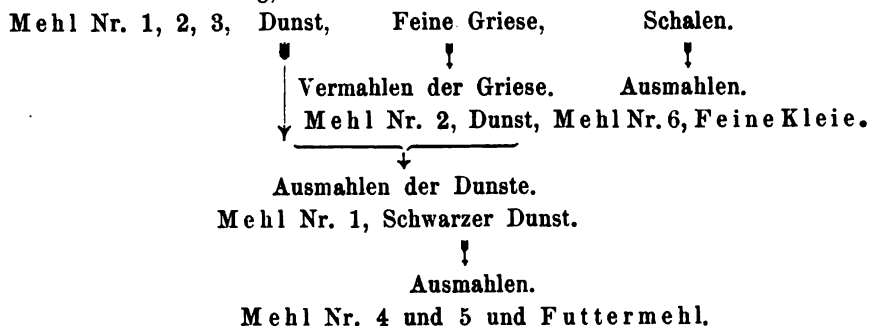 Mehl Nr. 1, 2, 3, Dunst, Feine Griese, Schalen.
Vermahlen der Griese. Ausmahlen.
Mehl Nr. 2, Dunst, Mehl Nr. 6, Feine Kleie.
Ausmahlen der Dunste.
Mehl Nr. 1, Schwarzer Dunst.
Ausmahlen.
Mehl Nr. 4 und 5 und Futtermehl.